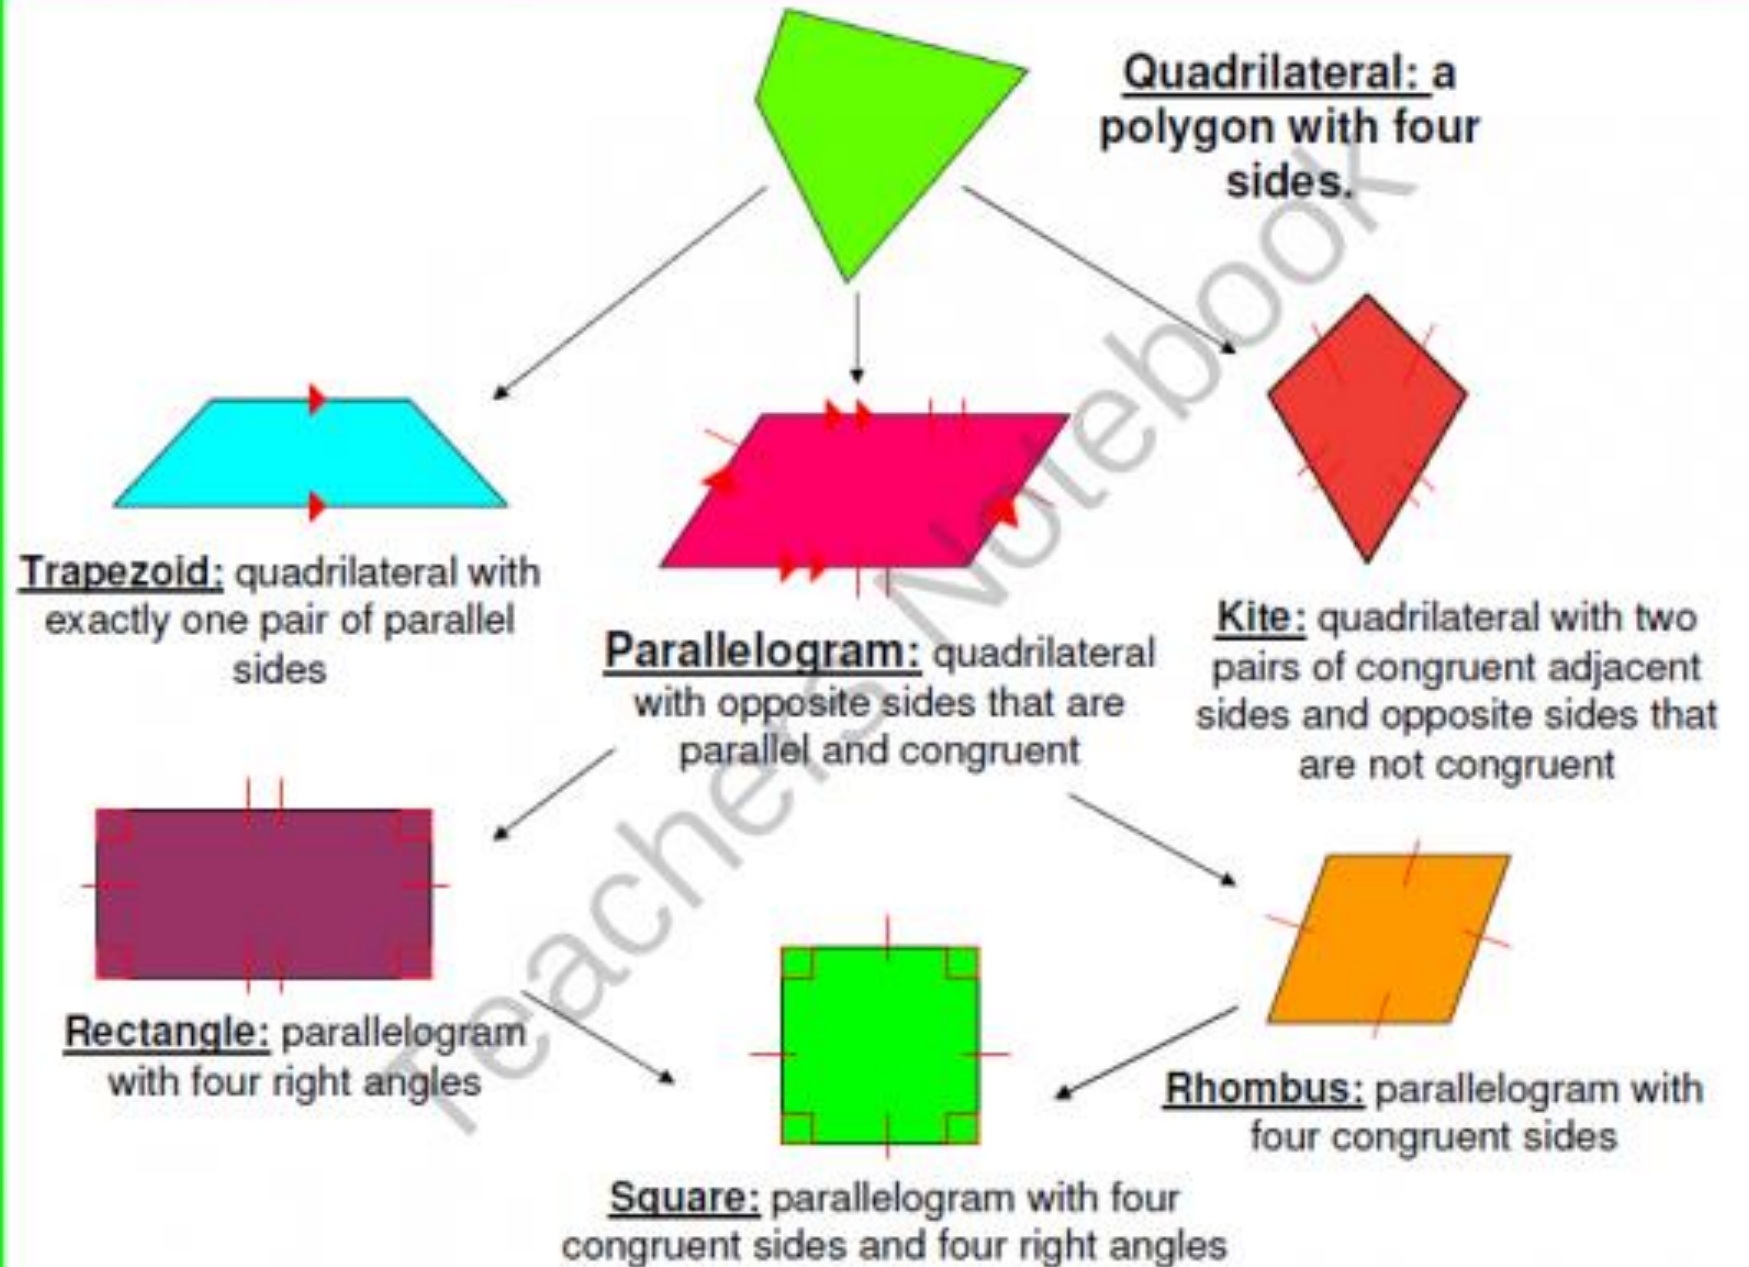 Quadrilateral: a
polygon with four
sides.
Trapezoid: quadrilateral with
exactly one pair of parallel
sides
Parallelogram: quadrilateral
with opposite sides that are
parallel and congruent
Kite: quadrilateral with two
pairs of congruent adjacent
sides and opposite sides that
are not congruent
Rectangle: parallelogram
with four right angles
Rhombus: parallelogram with
four congruent sides
Square: parallelogram with four
congruent sides and four right angles
Teachers Notebook